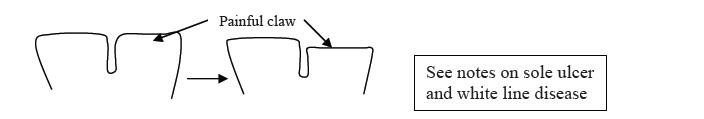 Painful claw
See notes on sole ulcer
and white line disease